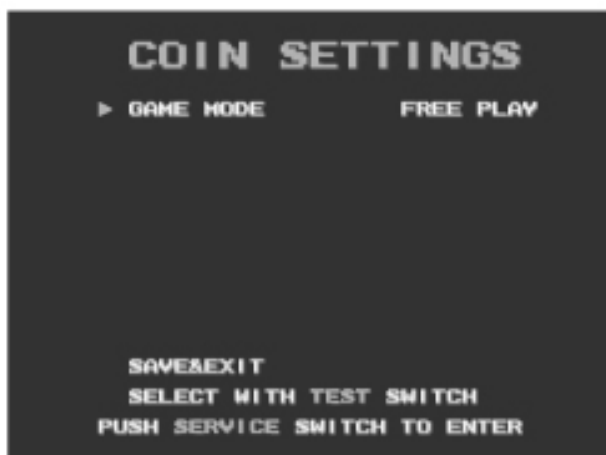 COIN SETTINGS
▶ GAME MODE FREE PLAY
SAVE&EXIT
SELECT WITH TEST SWITCH
PUSH SERVICE SWITCH TO ENTER